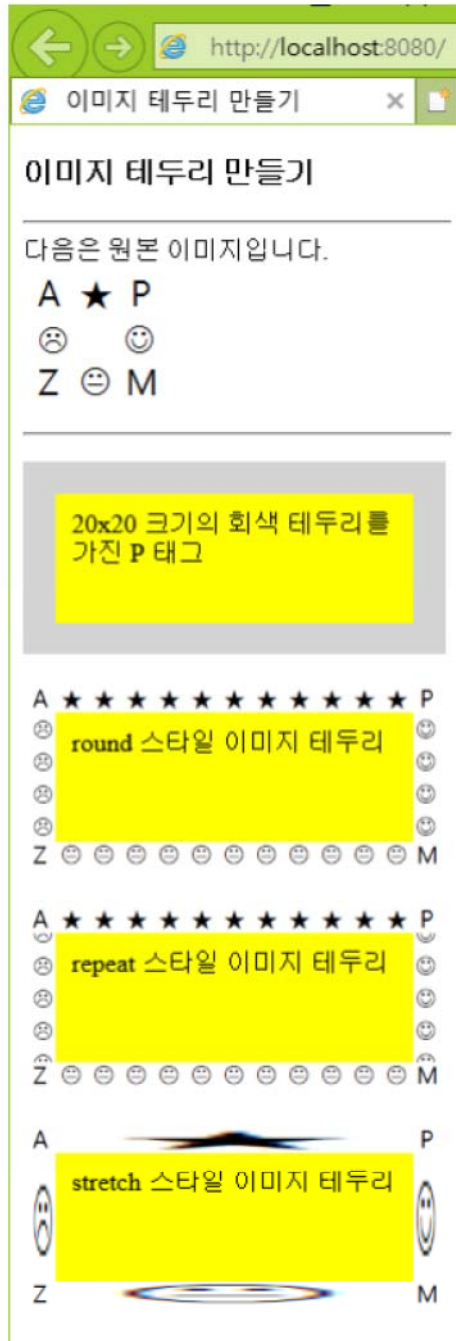 http://localhost:8080/
이미지 테두리 만들기
이미지 테두리 만들기
다음은 원본 이미지입니다.
A ★ P
☹ ☺
Z 😐 M
20x20 크기의 회색 테두리를
가진 P 태그
A ★ ★ ★ ★ ★ ★ ★ ★ ★ ★ ★ P
round 스타일 이미지 테두리
Z M
A ★ ★ ★ ★ ★ ★ ★ ★ ★ ★ ★ P
repeat 스타일 이미지 테두리
Z M
A P
stretch 스타일 이미지 테두리
Z M